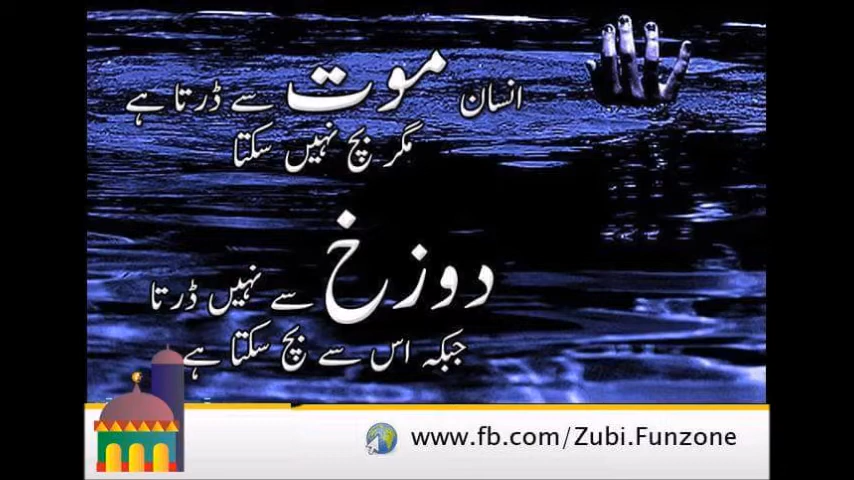 انسان موت سے ڈرتا ہے
مگر بچ نہیں سکتا
دوزخ سے نہیں ڈرتا
جبکہ اس سے بچ سکتا ہے
www.fb.com/Zubi.Funzone